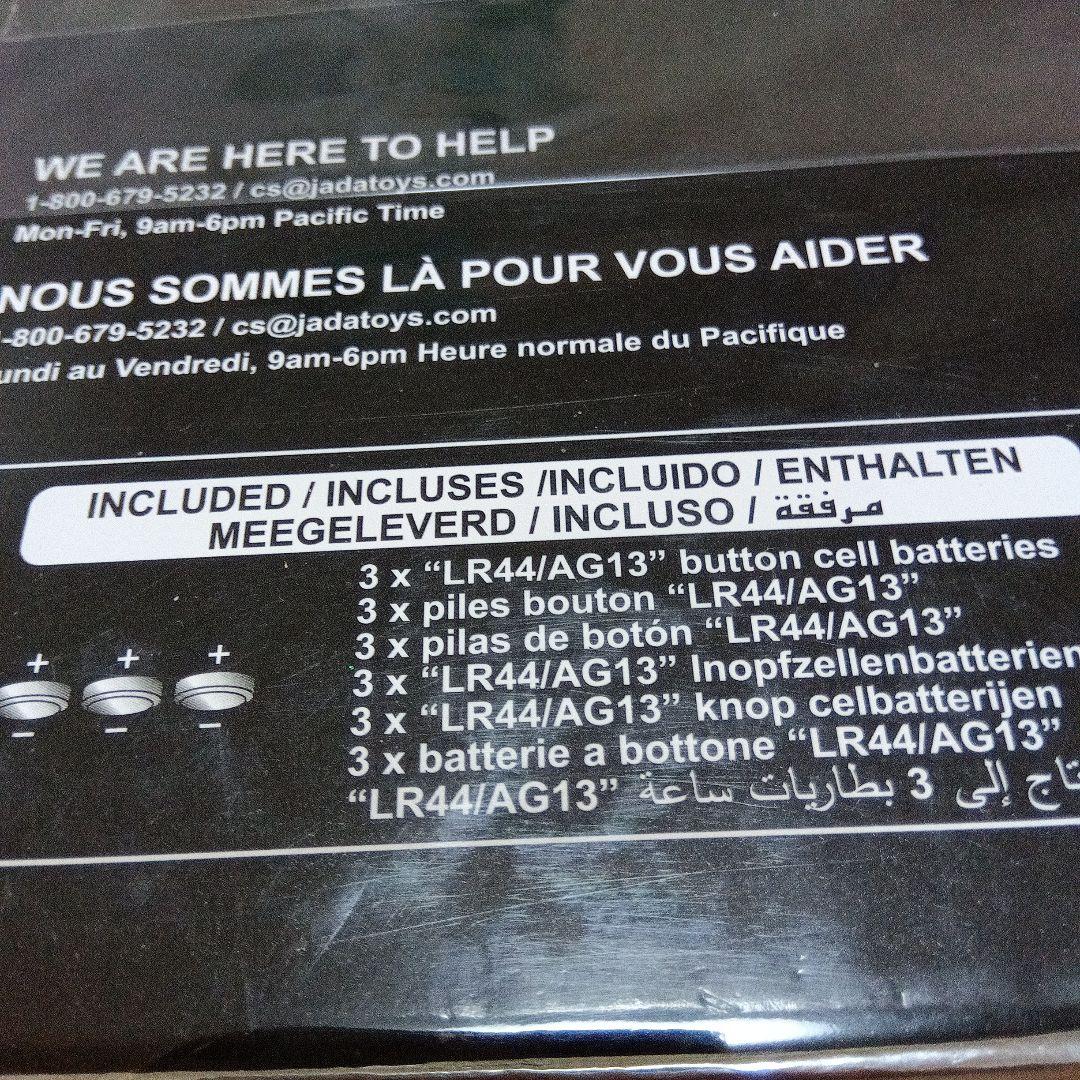 WE ARE HERE TO HELP
1-800-679-5232 / cs@jadatoys.com
Mon-Fri, 9am-6pm Pacific Time
NOUS SOMMES LÀ POUR VOUS AIDER
-800-679-5232 / cs@jadatoys.com
undi au Vendredi, 9am-6pm Heure normale du Pacifique
INCLUDED / INCLUSES /INCLUIDO / ENTHALTEN
MEEGELEVERD / INCLUSO / مرفقة
3 x “LR44/AG13” button cell batteries
3 x piles bouton “LR44/AG13”
3 x pilas de botón “LR44/AG13”
3 x “LR44/AG13” lnopfzellenbatterien
3 x “LR44/AG13” knop celbatterijen
3 x batterie a bottone “LR44/AG13”
تاج إلى 3 بطاريات ساعة “LR44/AG13”
+ + +
− − −